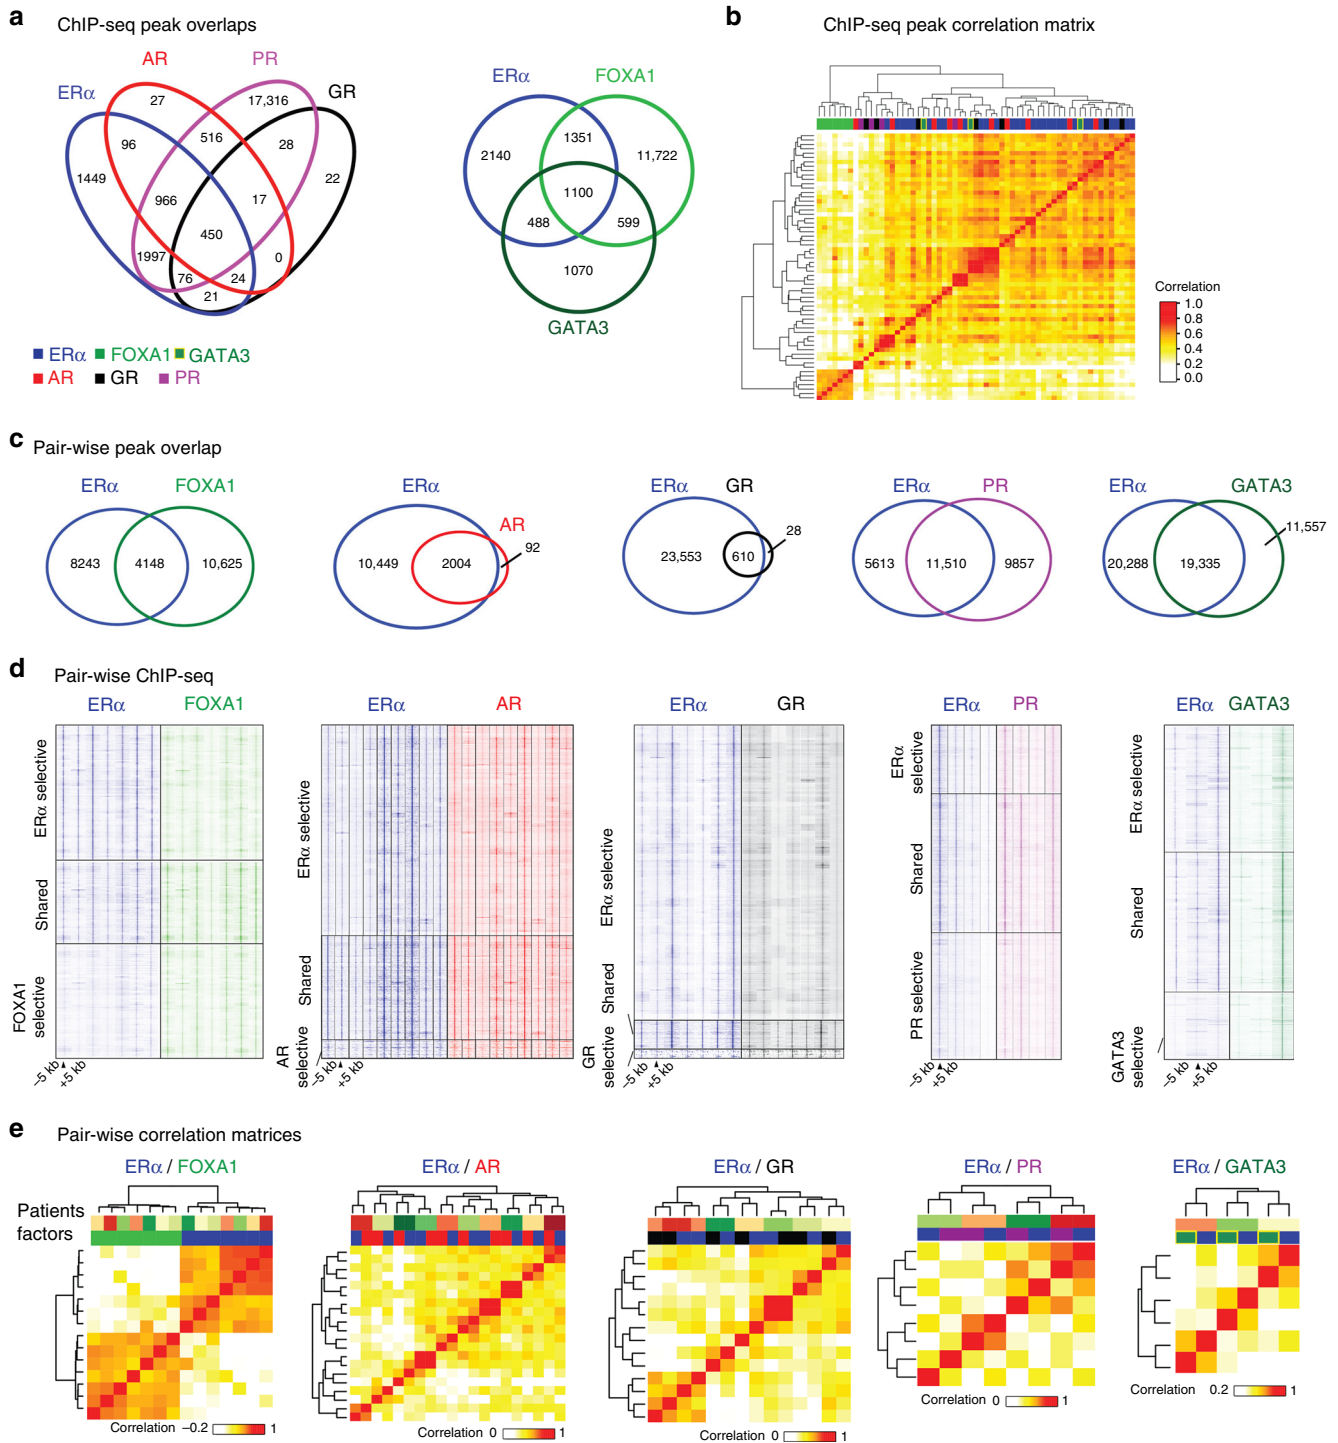 a
ChIP-seq peak overlaps
ERα
AR
PR
GR
27
17,316
96
516
28
1449
22
966
17
450
1997
0
76
24
21
ERα
FOXA1
1351
2140
11,722
1100
488
599
1070
GATA3
ERα FOXA1 GATA3
AR GR PR
b
ChIP-seq peak correlation matrix
Correlation
1.0
0.8
0.6
0.4
0.2
0.0
c
Pair-wise peak overlap
ERα FOXA1
8243 4148 10,625
ERα
AR
92
10,449 2004
ERα GR
28
23,553 610
ERα PR
5613 11,510 9857
ERα GATA3
11,557
20,288 19,335
d
Pair-wise ChIP-seq
ERα FOXA1
ERα selective
Shared
FOXA1
selective
−5 kb
+5 kb
ERα AR
ERα selective
Shared
AR
selective
−5 kb
+5 kb
ERα GR
ERα selective
Shared
GR
selective
−5 kb
+5 kb
ERα PR
ERα
selective
Shared
PR selective
−5 kb
+5 kb
ERα GATA3
ERα selective
Shared
GATA3
selective
−5 kb
+5 kb
e
Pair-wise correlation matrices
Patients
factors
ERα / FOXA1
Correlation −0.2 1
ERα / AR
Correlation 0 1
ERα / GR
Correlation 0 1
ERα / PR
Correlation 0 1
ERα / GATA3
Correlation 0.2 1